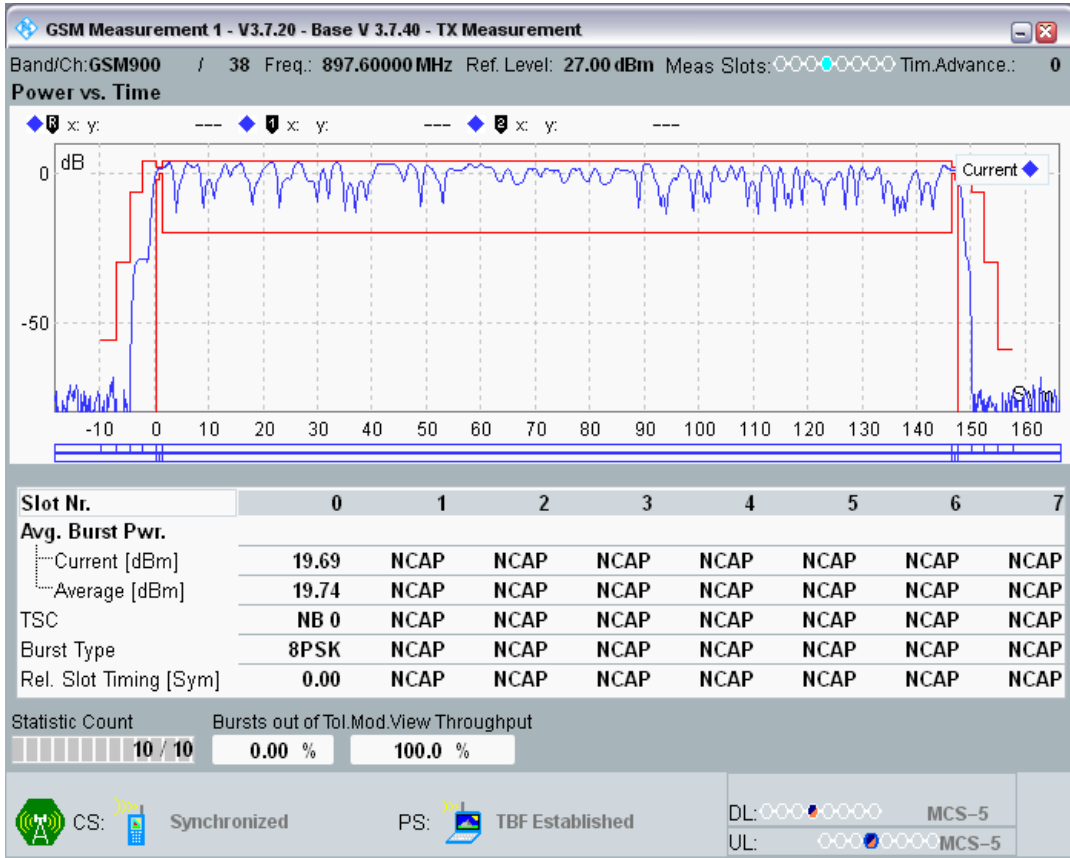 GSM Measurement 1 - V3.7.20 - Base V 3.7.40 - TX Measurement
Band/Ch:GSM900 / 38 Freq.: 897.60000 MHz Ref. Level: 27.00 dBm Meas Slots: Tim.Advance.: 0
Power vs. Time
R x: y: --- 1 x: y: --- 2 x: y: ---
dB
Current
0
-50
Sym
-10 0 10 20 30 40 50 60 70 80 90 100 110 120 130 140 150 160
Slot Nr. 0 1 2 3 4 5 6 7
Avg. Burst Pwr.
Current [dBm] 19.69 NCAP NCAP NCAP NCAP NCAP NCAP NCAP
Average [dBm] 19.74 NCAP NCAP NCAP NCAP NCAP NCAP NCAP
TSC NB 0 NCAP NCAP NCAP NCAP NCAP NCAP NCAP
Burst Type 8PSK NCAP NCAP NCAP NCAP NCAP NCAP NCAP
Rel. Slot Timing [Sym] 0.00 NCAP NCAP NCAP NCAP NCAP NCAP NCAP
Statistic Count Bursts out of Tol.Mod.View Throughput
10 / 10 0.00 % 100.0 %
CS: Synchronized PS: TBF Established
DL: MCS-5
UL: MCS-5